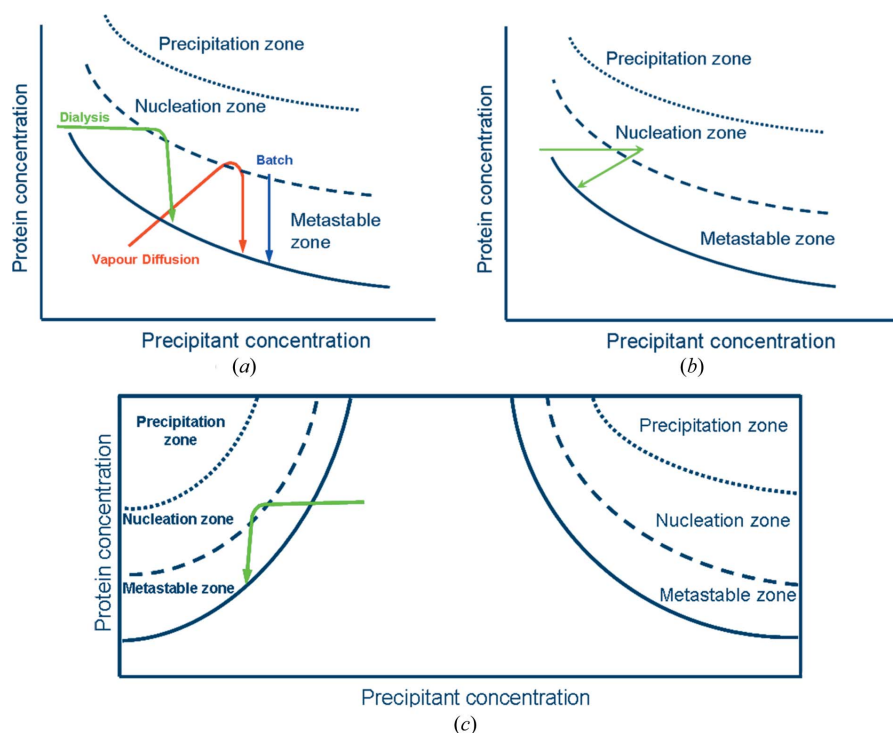 Protein concentration
Precipitation zone
Nucleation zone
Dialysis
Batch
Metastable
zone
Vapour Diffusion
Precipitant concentration
(a)
Protein concentration
Precipitation zone
Nucleation zone
Metastable zone
Precipitant concentration
(b)
Protein concentration
Precipitation
zone
Nucleation zone
Metastable zone
Precipitation zone
Nucleation zone
Metastable zone
Precipitant concentration
(c)